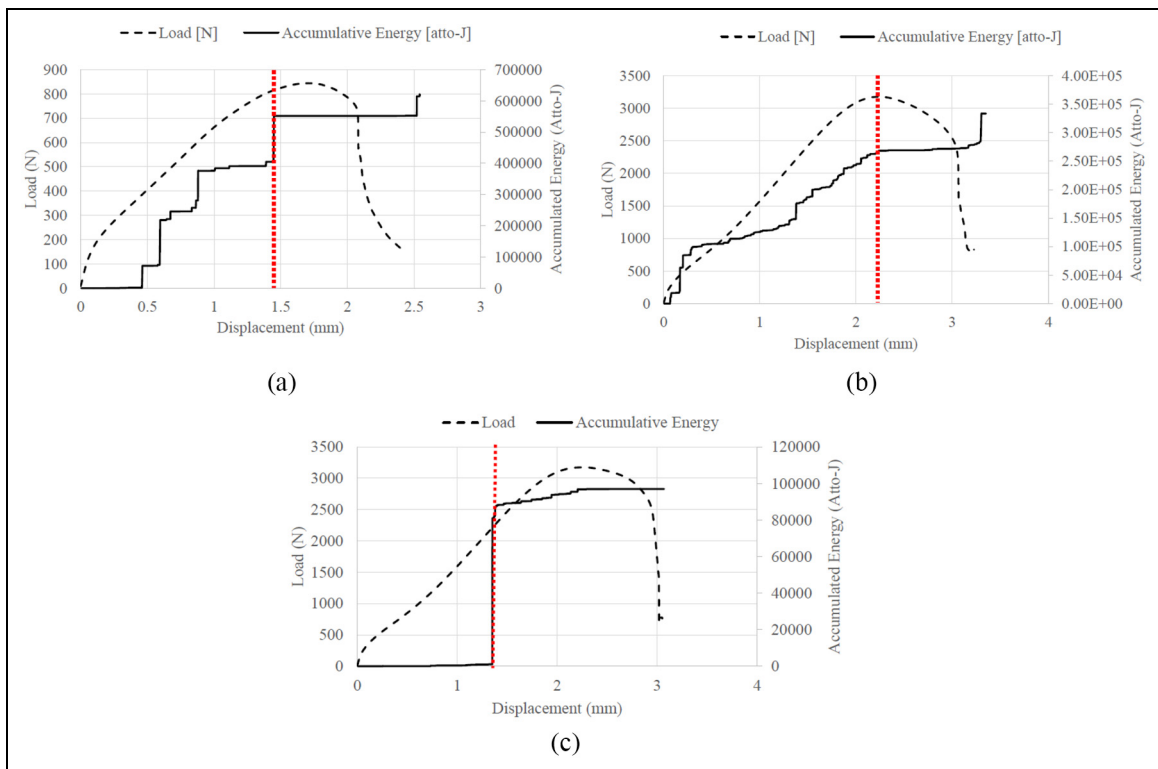 Load [N] Accumulative Energy [atto-J]
900
800
700
600
500
400
300
200
100
0
Load (N)
700000
600000
500000
400000
300000
200000
100000
0
Accumulated Energy (Atto-J)
0 0.5 1 1.5 2 2.5 3
Displacement (mm)
(a)
Load [N] Accumulative Energy [atto-J]
3500
3000
2500
2000
1500
1000
500
0
Load (N)
4.00E+05
3.50E+05
3.00E+05
2.50E+05
2.00E+05
1.50E+05
1.00E+05
5.00E+04
0.00E+00
Accumulated Energy (Atto-J)
0 1 2 3 4
Displacement (mm)
(b)
Load Accumulative Energy
3500
3000
2500
2000
1500
1000
500
0
Load (N)
120000
100000
80000
60000
40000
20000
0
Accumulated Energy (Atto-J)
0 1 2 3 4
Displacement (mm)
(c)